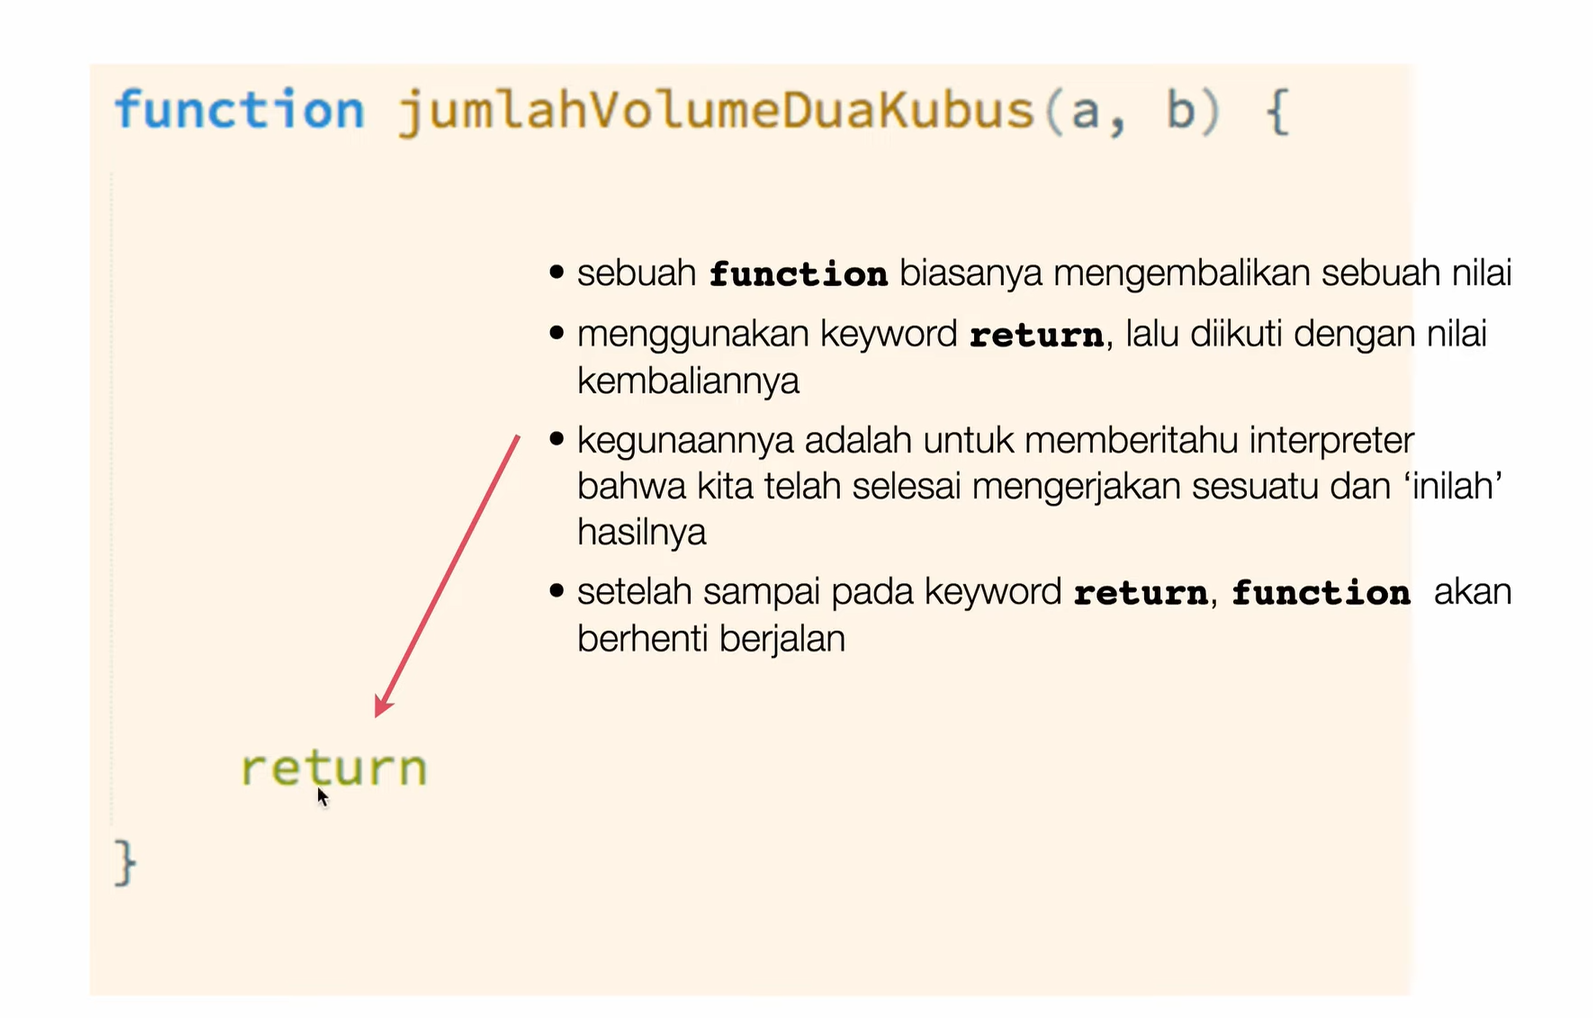 function jumlahVolumeDuaKubus(a, b) {
• sebuah function biasanya mengembalikan sebuah nilai
• menggunakan keyword return, lalu diikuti dengan nilai
kembaliannya
• kegunaannya adalah untuk memberitahu interpreter
bahwa kita telah selesai mengerjakan sesuatu dan ‘inilah’
hasilnya
• setelah sampai pada keyword return, function akan
berhenti berjalan
return
}